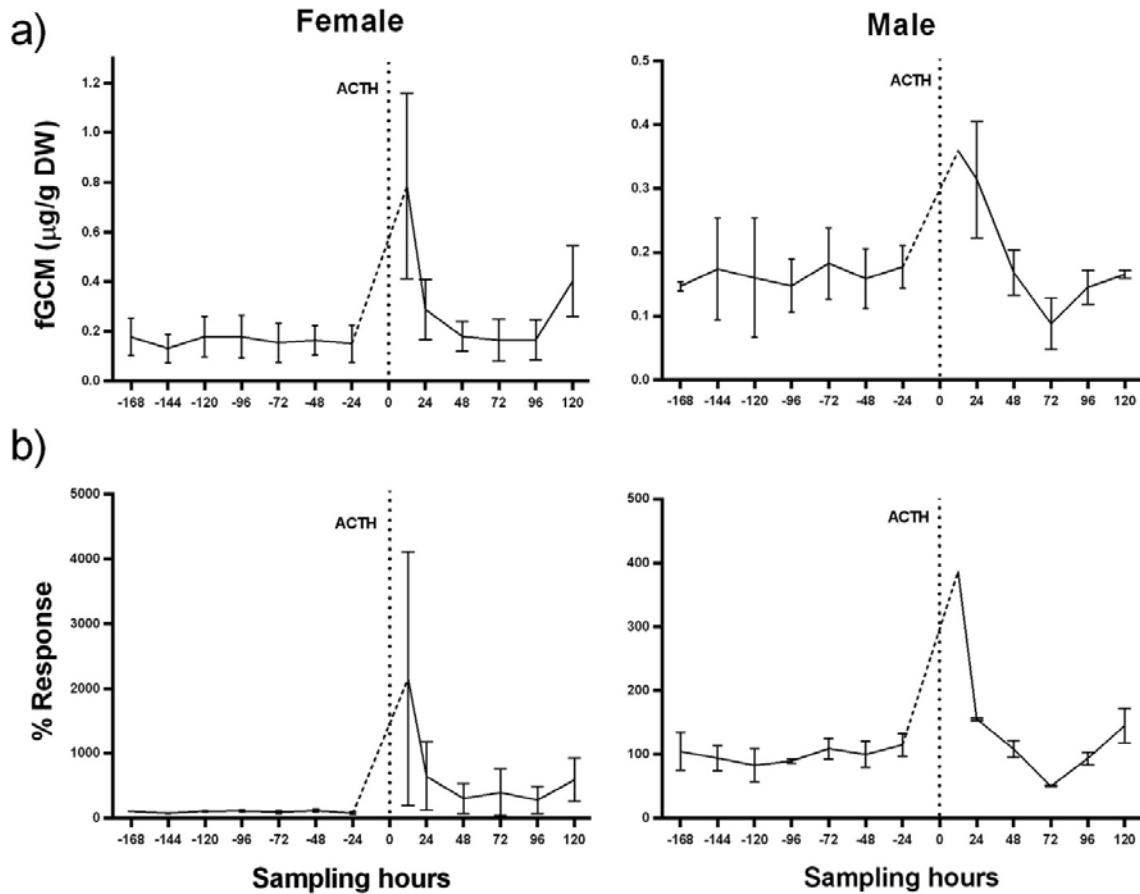 a)
Female
Male
fGCM (µg/g DW)
1.2
1.0
0.8
0.6
0.4
0.2
0.0
ACTH
-168 -144 -120 -96 -72 -48 -24 0 24 48 72 96 120
0.5
0.4
0.3
0.2
0.1
0.0
ACTH
-168 -144 -120 -96 -72 -48 -24 0 24 48 72 96 120
b)
% Response
5000
4000
3000
2000
1000
0
ACTH
-168 -144 -120 -96 -72 -48 -24 0 24 48 72 96 120
Sampling hours
500
400
300
200
100
0
ACTH
-168 -144 -120 -96 -72 -48 -24 0 24 48 72 96 120
Sampling hours